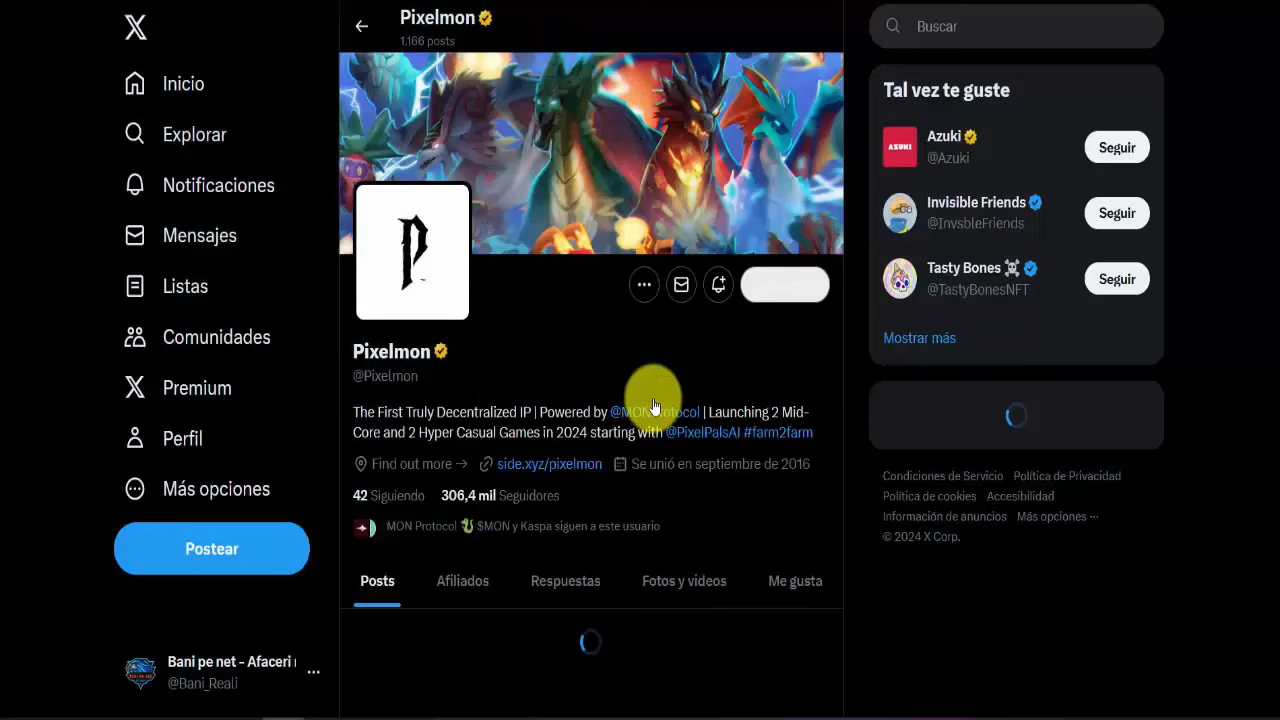 Inicio
Explorar
Notificaciones
Mensajes
Listas
Comunidades
Premium
Perfil
Más opciones
Postear
Bani pe net - Afaceri
@Bani_Reali
Pixelmon
1.166 posts
P
Pixelmon
@Pixelmon
The First Truly Decentralized IP | Powered by @MONProtocol | Launching 2 Mid-
Core and 2 Hyper Casual Games in 2024 starting with @PixelPalsAI #farm2farm
Find out more → side.xyz/pixelmon Se unió en septiembre de 2016
42 Siguiendo 306,4 mil Seguidores
MON Protocol 🐍 $MON y Kaspa siguen a este usuario
Posts Afiliados Respuestas Fotos y videos Me gusta
Buscar
Tal vez te guste
AZUKI
Azuki
@Azuki
Seguir
Invisible Friends
@InvsbleFriends
Seguir
Tasty Bones ☠️
@TastyBonesNFT
Seguir
Mostrar más
Condiciones de Servicio Política de Privacidad
Política de cookies Accesibilidad
Información de anuncios Más opciones ···
© 2024 X Corp.